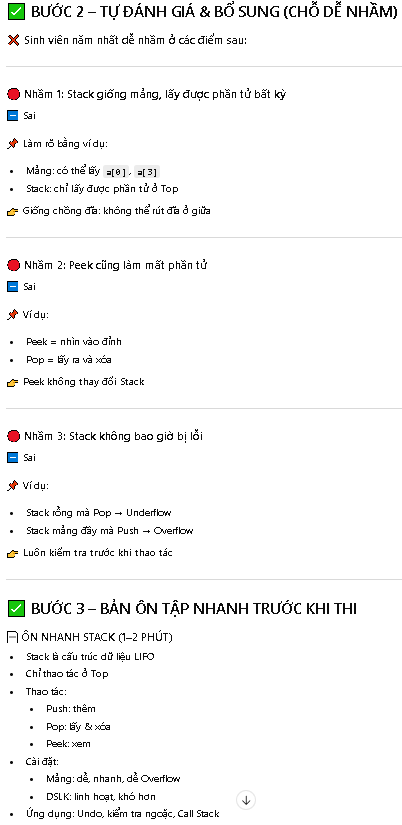 BƯỚC 2 – TỰ ĐÁNH GIÁ & BỔ SUNG (CHỖ DỄ NHẦM)
Sinh viên năm nhất dễ nhầm ở các điểm sau:
Nhầm 1: Stack giống mảng, lấy được phần tử bất kỳ
Sai
Làm rõ bằng ví dụ:
• Mảng: có thể lấy a[0], a[3]
• Stack: chỉ lấy được phần tử ở Top
Giống chồng đĩa: không thể rút đĩa ở giữa
Nhầm 2: Peek cũng làm mất phần tử
Sai
Ví dụ:
• Peek = nhìn vào đỉnh
• Pop = lấy ra và xóa
Peek không thay đổi Stack
Nhầm 3: Stack không bao giờ bị lỗi
Sai
Ví dụ:
• Stack rỗng mà Pop → Underflow
• Stack mảng đầy mà Push → Overflow
Luôn kiểm tra trước khi thao tác
BƯỚC 3 – BẢN ÔN TẬP NHANH TRƯỚC KHI THI
ÔN NHANH STACK (1–2 PHÚT)
• Stack là cấu trúc dữ liệu LIFO
• Chỉ thao tác ở Top
• Thao tác:
• Push: thêm
• Pop: lấy & xóa
• Peek: xem
• Cài đặt:
• Mảng: dễ, nhanh, dễ Overflow
• DSLK: linh hoạt, khó hơn
• Ứng dụng: Undo, kiểm tra ngoặc, Call Stack